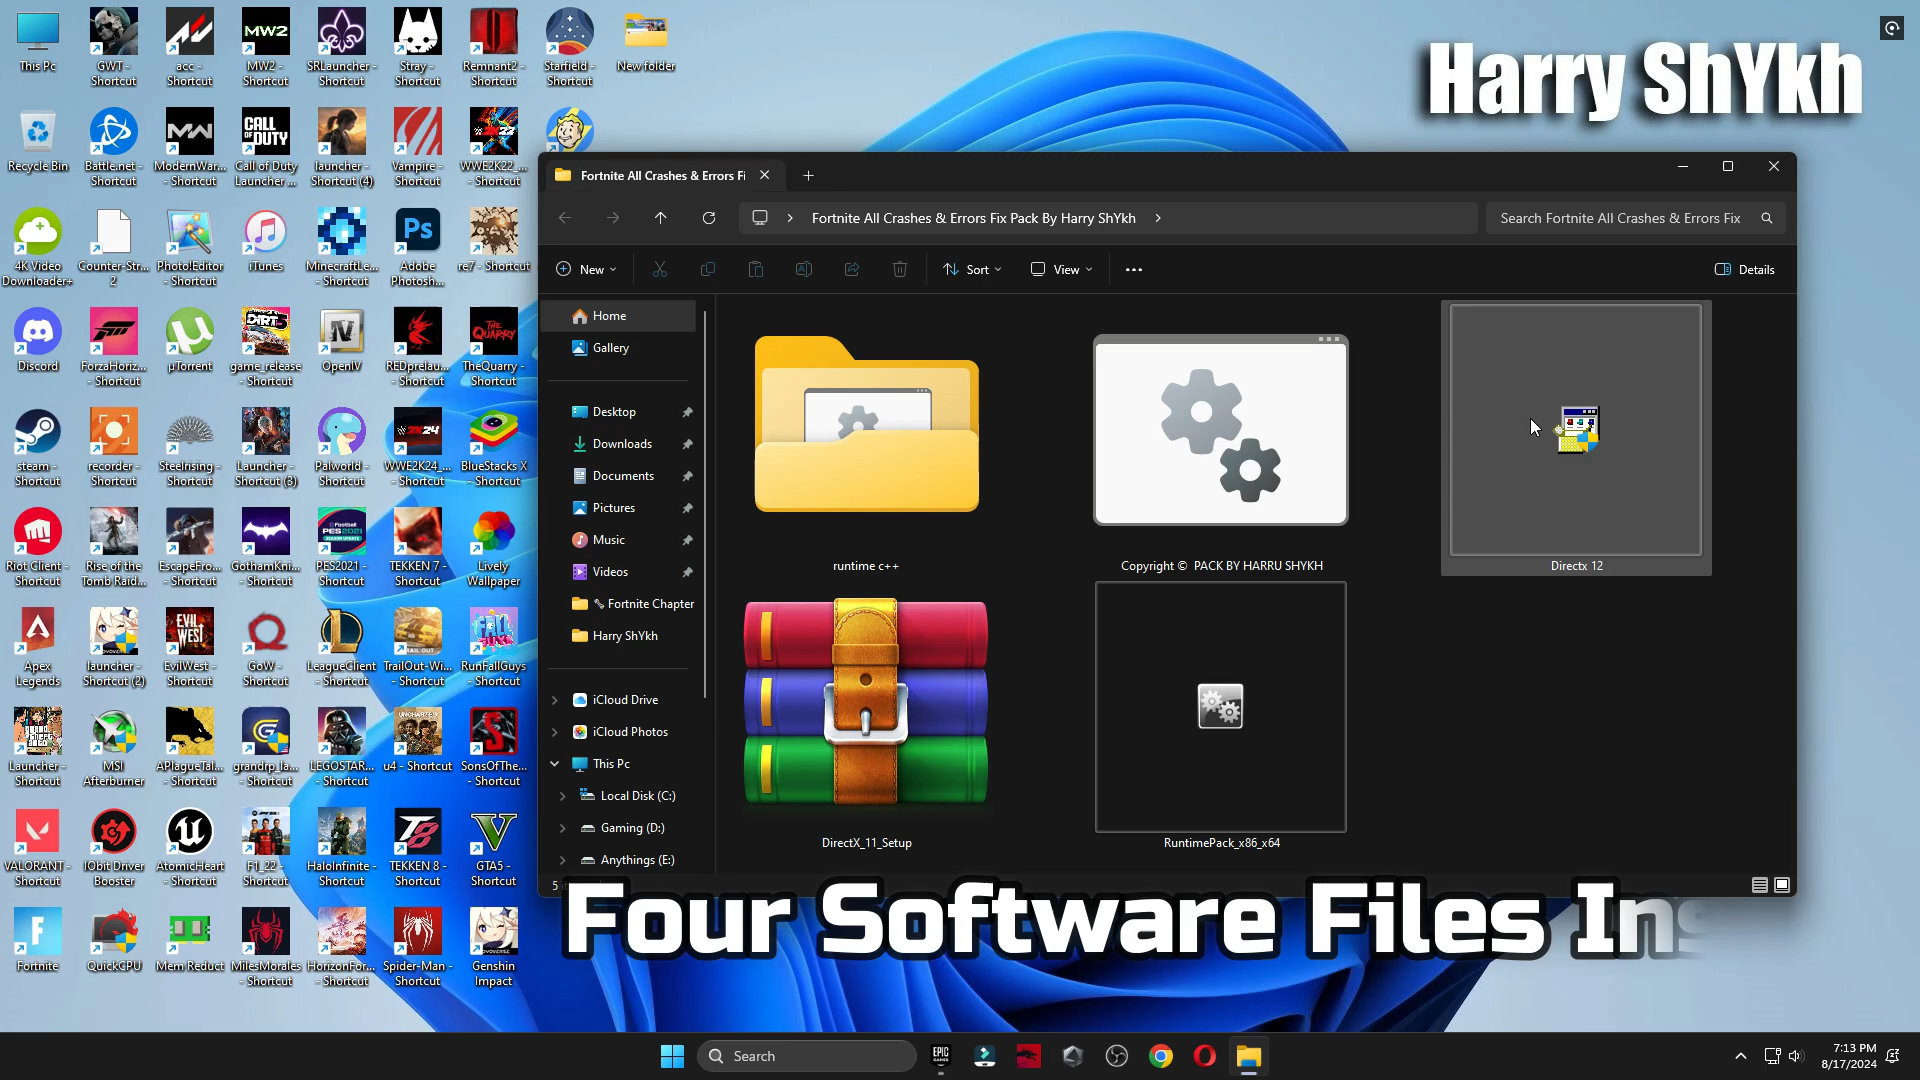 This Pc
GWT -
Shortcut
acc -
Shortcut
MW2 -
Shortcut
SRLauncher -
Shortcut
Stray -
Shortcut
Remnant2 -
Shortcut
Starfield -
Shortcut
New folder
Harry ShYkh
Recycle Bin
Battle.net -
Shortcut
ModernWar...
- Shortcut
Call of Duty
Launcher ...
launcher -
Shortcut (4)
Vampire -
Shortcut
WWE2K22_...
- Shortcut
4K Video
Downloader+
Counter-Str...
2
Photo!Editor
- Shortcut
iTunes
MinecraftLe...
- Shortcut
Adobe
Photosh...
re7 - Shortcut
Discord
ForzaHoriz...
- Shortcut
µTorrent
game_release
- Shortcut
OpenIV
REDprelau...
- Shortcut
TheQuarry -
Shortcut
steam -
Shortcut
recorder -
Shortcut
Steelrising -
Shortcut
Launcher -
Shortcut (3)
Palworld -
Shortcut
WWE2K24_...
- Shortcut
BlueStacks X
- Shortcut
Riot Client -
Shortcut
Rise of the
Tomb Raid...
EscapeFro...
- Shortcut
GothamKni...
- Shortcut
PES2021 -
Shortcut
TEKKEN 7 -
Shortcut
Lively
Wallpaper
Apex
Legends
launcher -
Shortcut (2)
EvilWest -
Shortcut
GoW -
Shortcut
LeagueClient
- Shortcut
TrailOut-Wi...
- Shortcut
RunFallGuys
- Shortcut
Launcher -
Shortcut
MSI
Afterburner
APlagueTal...
- Shortcut
grandrp_la...
- Shortcut
LEGOSTAR...
- Shortcut
u4 - Shortcut
SonsOfThe...
- Shortcut
VALORANT -
Shortcut
IObit Driver
Booster
AtomicHeart
- Shortcut
F1_22 -
Shortcut
HaloInfinite -
Shortcut
TEKKEN 8 -
Shortcut
GTA5 -
Shortcut
Fortnite
QuickCPU
Mem Reduct
MilesMorales
- Shortcut
HorizonFor...
- Shortcut
Spider-Man -
Shortcut
Genshin
Impact
Fortnite All Crashes & Errors Fi
Fortnite All Crashes & Errors Fix Pack By Harry ShYkh
Search Fortnite All Crashes & Errors Fix
New
Sort
View
Details
Home
Gallery
Desktop
Downloads
Documents
Pictures
Music
Videos
Fortnite Chapter
Harry ShYkh
iCloud Drive
iCloud Photos
This Pc
Local Disk (C:)
Gaming (D:)
Anythings (E:)
runtime c++
Copyright © PACK BY HARRU SHYKH
Directx 12
DirectX_11_Setup
RuntimePack_x86_x64
Four Software Files Ins
Search
7:13 PM
8/17/2024